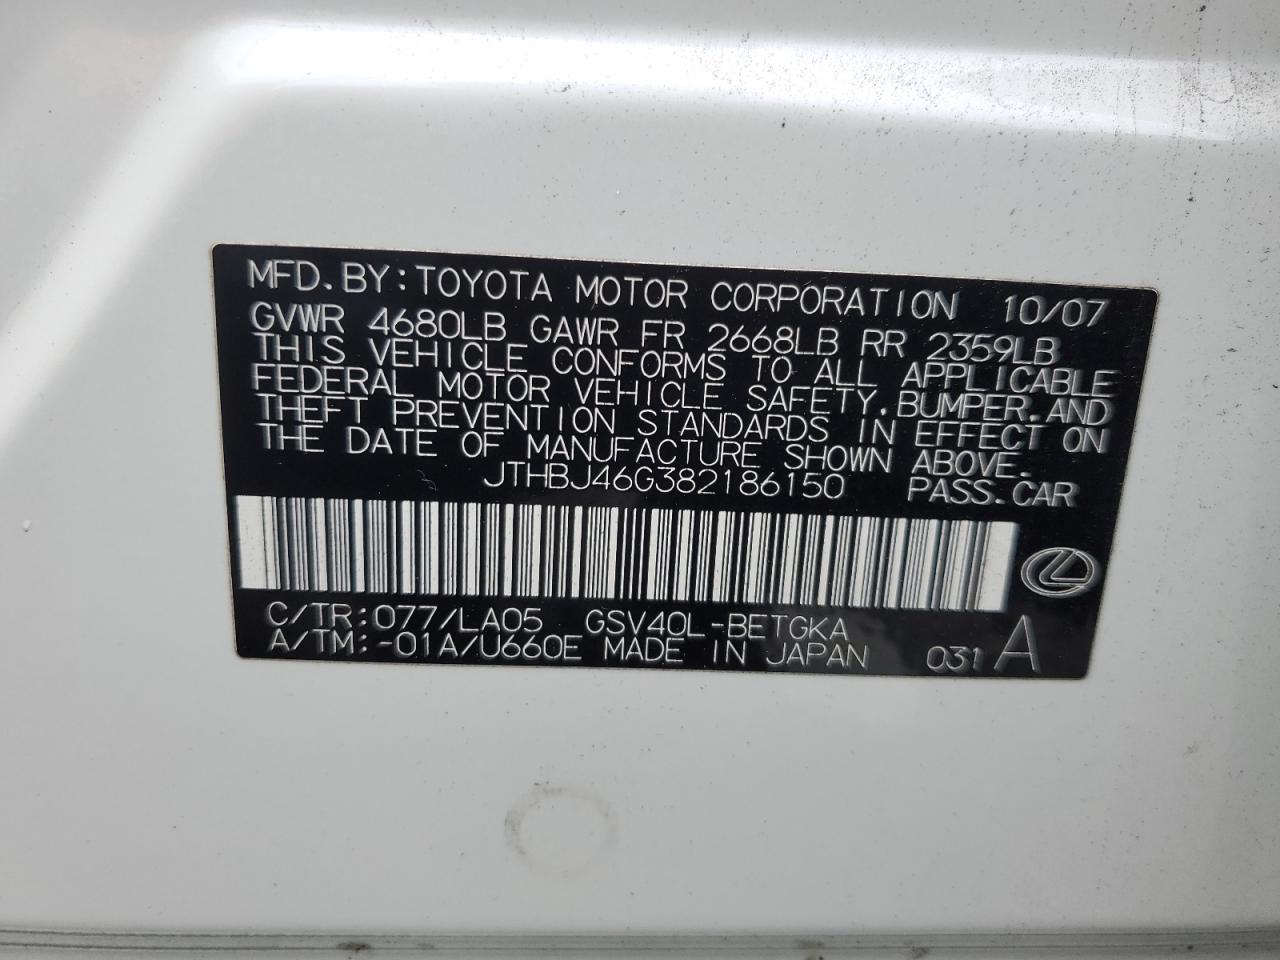 MFD. BY: TOYOTA MOTOR CORPORATION 10/07
GVWR 4680LB GAWR FR 2668LB RR 2359LB
THIS VEHICLE CONFORMS TO ALL APPLICABLE
FEDERAL MOTOR VEHICLE SAFETY, BUMPER, AND
THEFT PREVENTION STANDARDS IN EFFECT ON
THE DATE OF MANUFACTURE SHOWN ABOVE.
JTHBJ46G382186150 PASS. CAR
C/TR: 077/LA05 GSV40L-BETGKA
A/TM: -01A/U660E MADE IN JAPAN 031 A